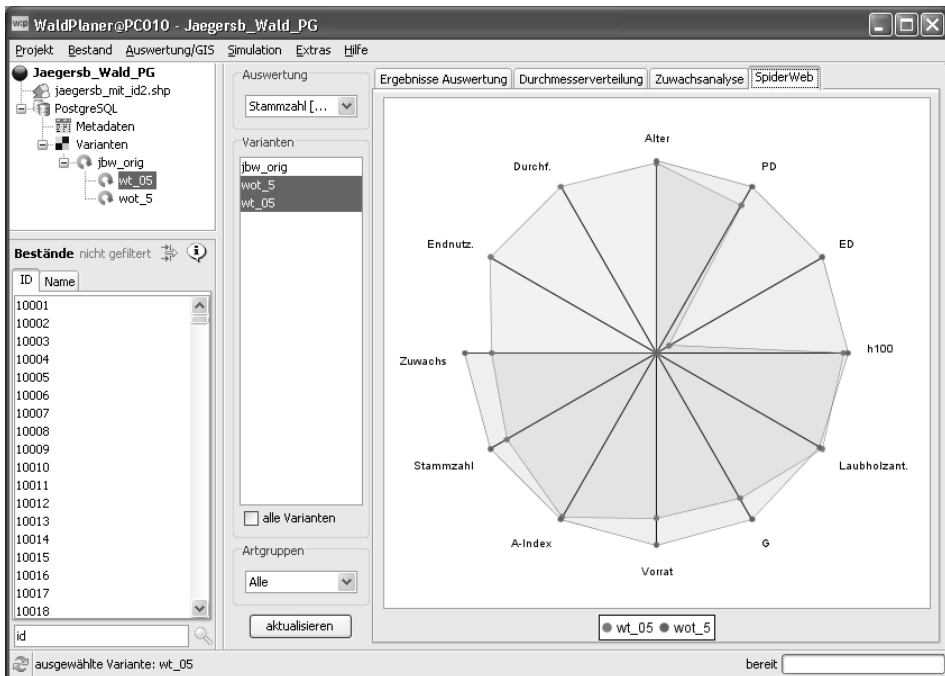 w:p WaldPlaner@PC010 - Jaegersb_Wald_PG
Projekt Bestand Auswertung/GIS Simulation Extras Hilfe
Jaegersb_Wald_PG
jaegersb_mit_id2.shp
PostgreSQL
Metadaten
Varianten
jbw_orig
wt_05
wot_5
Bestände nicht gefiltert
ID Name
10001
10002
10003
10004
10005
10006
10007
10008
10009
10010
10011
10012
10013
10014
10015
10016
10017
10018
id
Auswertung
Stammzahl [...
Varianten
jbw_orig
wot_5
wt_05
alle Varianten
Artgruppen
Alle
aktualisieren
Ergebnisse Auswertung Durchmesserverteilung Zuwachsanalyse SpiderWeb
Alter
PD
ED
h100
Laubholzant.
G
Vorrat
A-Index
Stammzahl
Zuwachs
Endnutz.
Durchf.
wt_05 wot_5
ausgewählte Variante: wt_05
bereit